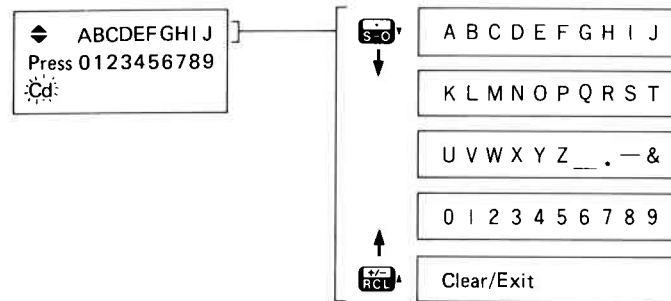 ABCDEFGHIJ
Press 0123456789
Cd
·
S-O
A B C D E F G H I J
K L M N O P Q R S T
U V W X Y Z _ . — &
0 1 2 3 4 5 6 7 8 9
+/-
RCL
Clear/Exit